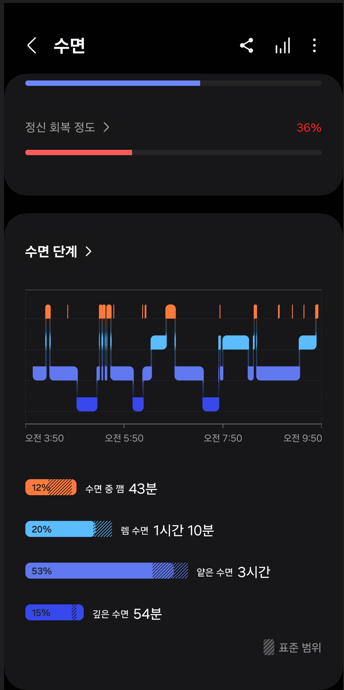 수면
정신 회복 정도
36%
수면 단계
오전 3:50 오전 5:50 오전 7:50 오전 9:50
12% 수면 중 깸 43분
20% 렘 수면 1시간 10분
53% 얕은 수면 3시간
15% 깊은 수면 54분
표준 범위